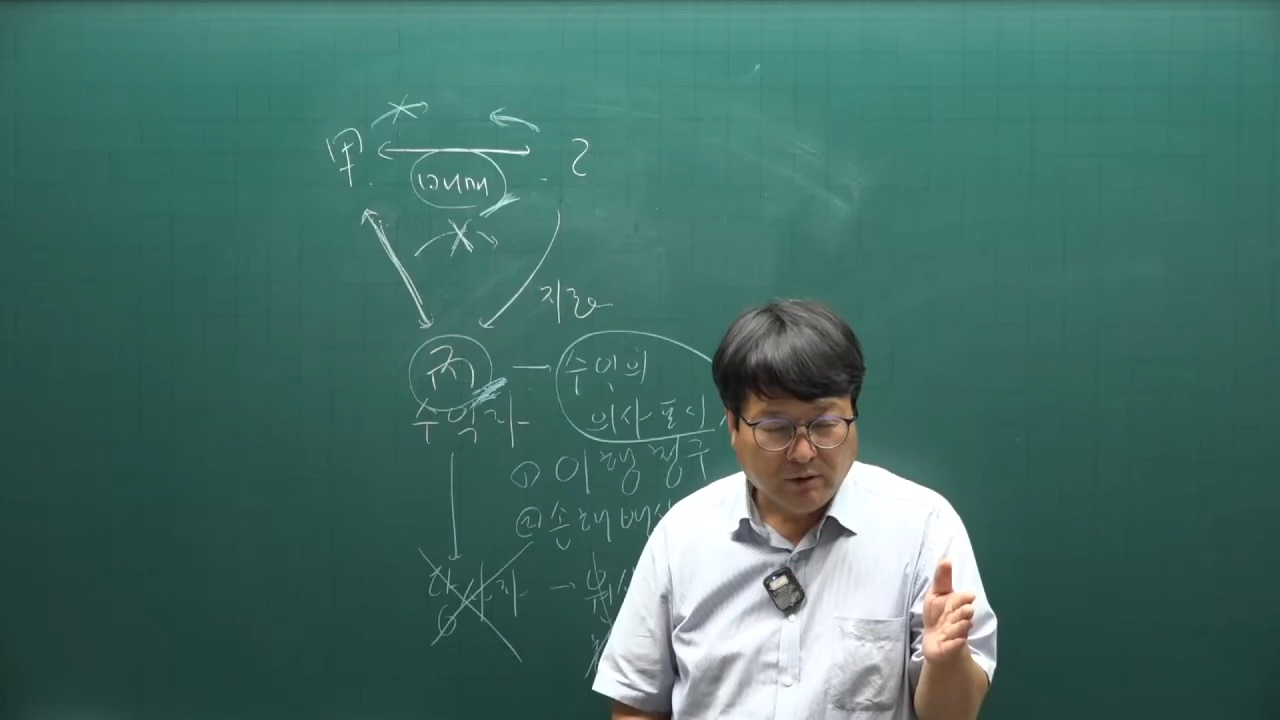 甲 乙
매매
지급
丙 → 수익의
의사표시
수익자
① 이행청구
② 손해배상